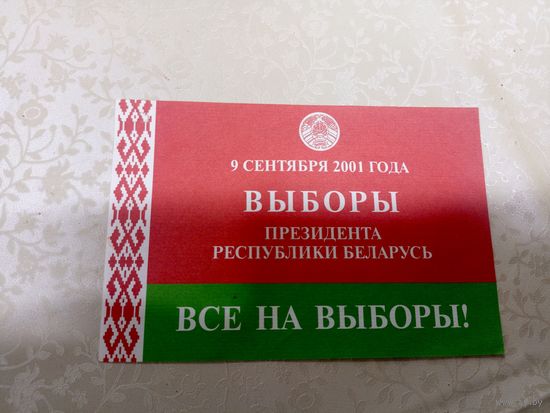 9 СЕНТЯБРЯ 2001 ГОДА
ВЫБОРЫ
ПРЕЗИДЕНТА
РЕСПУБЛИКИ БЕЛАРУСЬ
ВСЕ НА ВЫБОРЫ!